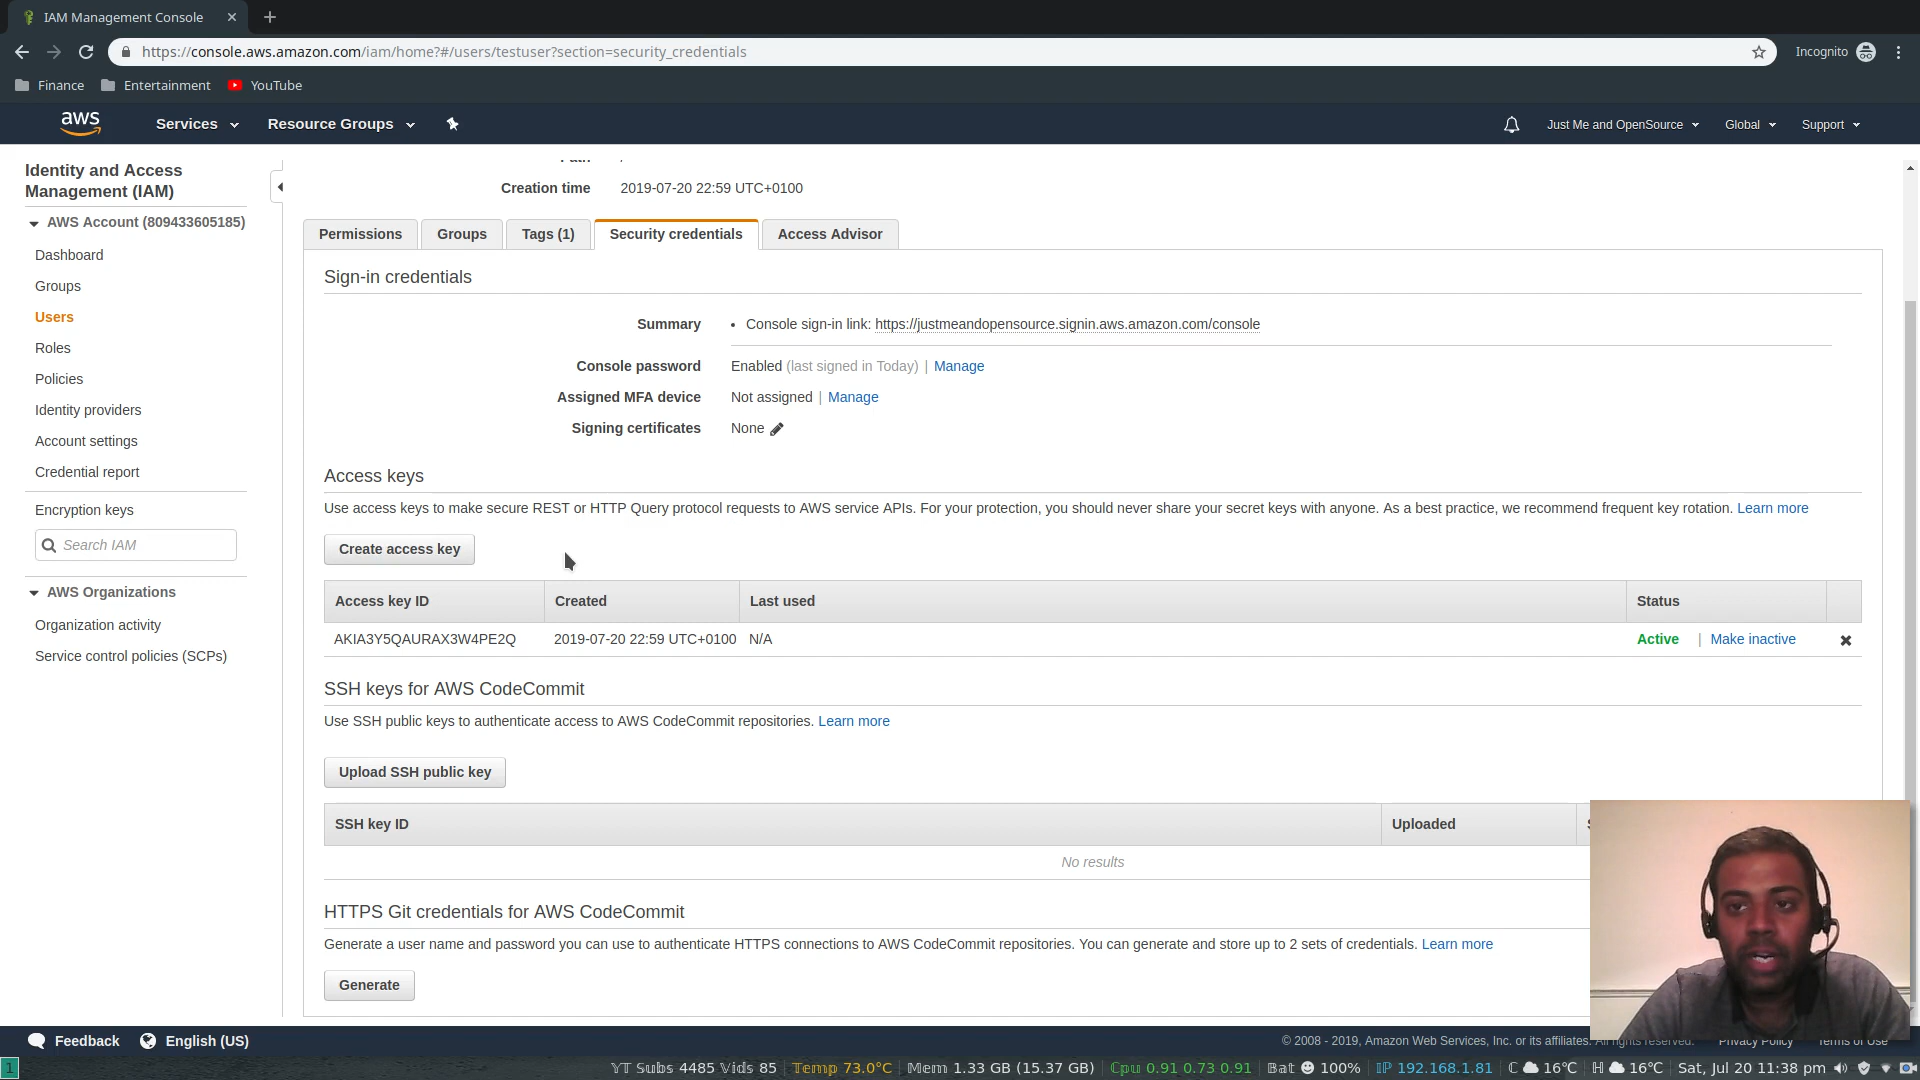 IAM Management Console
https://console.aws.amazon.com/iam/home?#/users/testuser?section=security_credentials
Incognito
Finance
Entertainment
YouTube
aws
Services
Resource Groups
Just Me and OpenSource
Global
Support
Identity and Access
Management (IAM)
AWS Account (809433605185)
Dashboard
Groups
Users
Roles
Policies
Identity providers
Account settings
Credential report
Encryption keys
Search IAM
AWS Organizations
Organization activity
Service control policies (SCPs)
Path
Creation time 2019-07-20 22:59 UTC+0100
Permissions
Groups
Tags (1)
Security credentials
Access Advisor
Sign-in credentials
Summary • Console sign-in link: https://justmeandopensource.signin.aws.amazon.com/console
Console password Enabled (last signed in Today) | Manage
Assigned MFA device Not assigned | Manage
Signing certificates None
Access keys
Use access keys to make secure REST or HTTP Query protocol requests to AWS service APIs. For your protection, you should never share your secret keys with anyone. As a best practice, we recommend frequent key rotation. Learn more
Create access key
Access key ID Created Last used Status
AKIA3Y5QAURAX3W4PE2Q 2019-07-20 22:59 UTC+0100 N/A Active | Make inactive
SSH keys for AWS CodeCommit
Use SSH public keys to authenticate access to AWS CodeCommit repositories. Learn more
Upload SSH public key
SSH key ID Uploaded
No results
HTTPS Git credentials for AWS CodeCommit
Generate a user name and password you can use to authenticate HTTPS connections to AWS CodeCommit repositories. You can generate and store up to 2 sets of credentials. Learn more
Generate
Feedback
English (US)
© 2008 - 2019, Amazon Web Services, Inc. or its affiliates. All rights reserved. Privacy Policy Terms of Use
1
YT Subs 4485 Vids 85 Temp 73.0°C Mem 1.33 GB (15.37 GB) Cpu 0.91 0.73 0.91 Bat 100% IP 192.168.1.81 C 16°C H 16°C Sat, Jul 20 11:38 pm